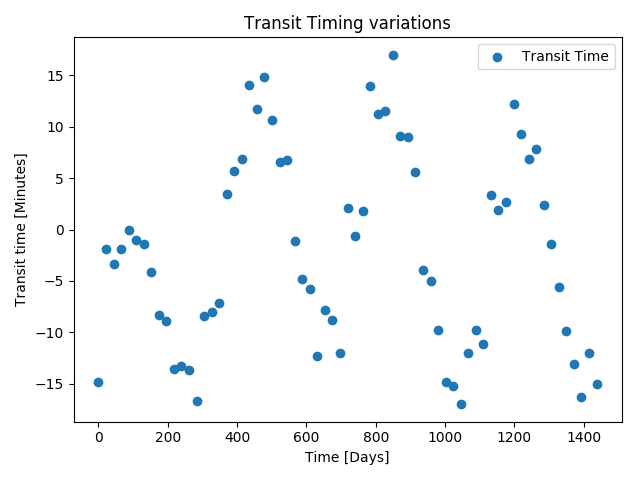 Transit Timing variations
Transit Time
Transit time [Minutes]
15
10
5
0
−5
−10
−15
0 200 400 600 800 1000 1200 1400
Time [Days]